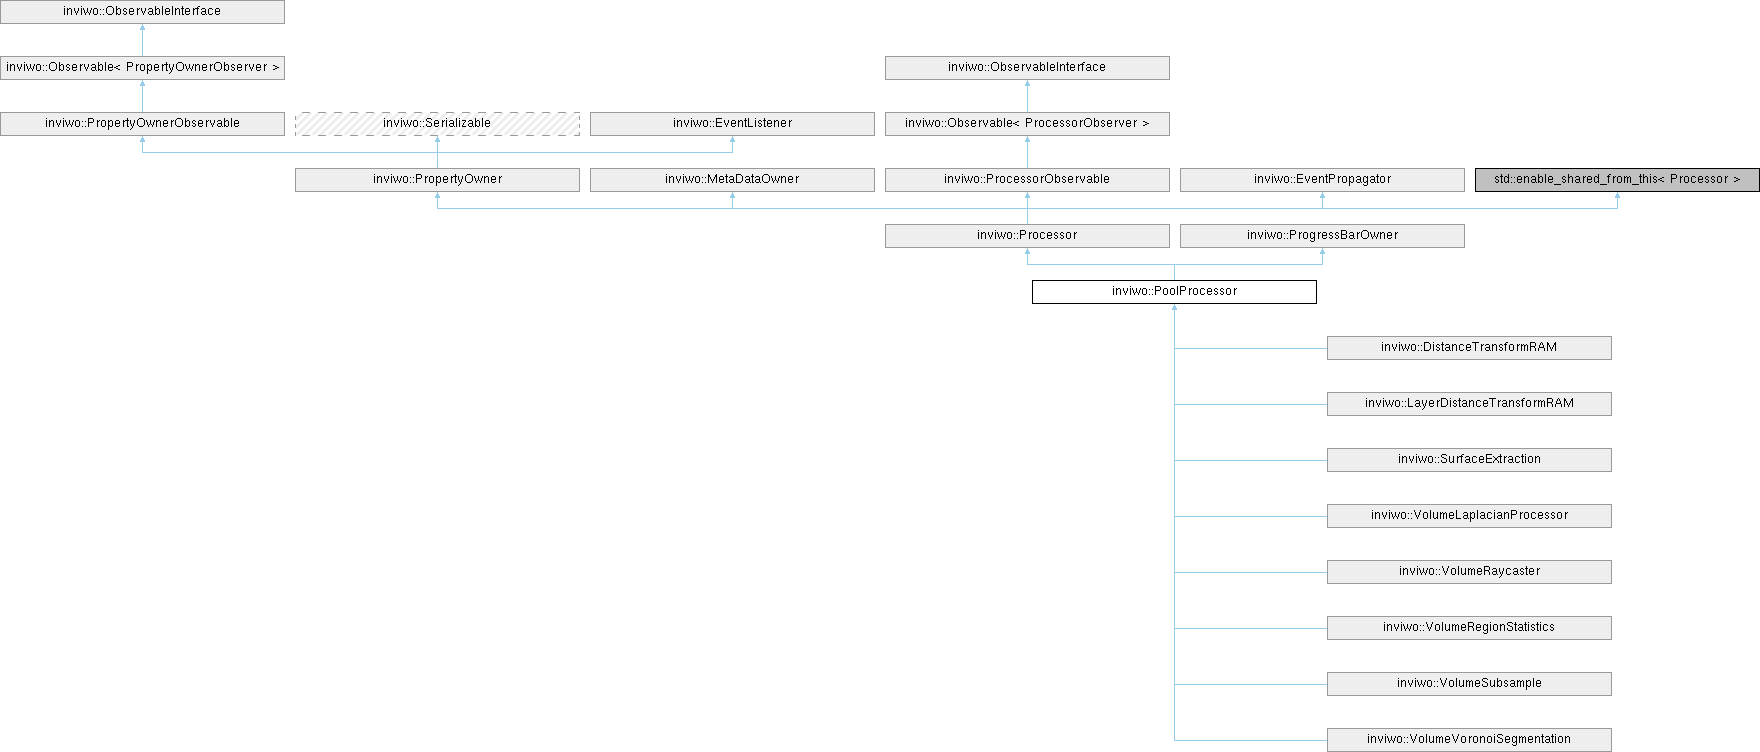 inviwo::ObservableInterface
inviwo::Observable< PropertyOwnerObserver >
inviwo::ObservableInterface
inviwo::PropertyOwnerObservable
inviwo::Serializable
inviwo::EventListener
inviwo::Observable< ProcessorObserver >
inviwo::PropertyOwner
inviwo::MetaDataOwner
inviwo::ProcessorObservable
inviwo::EventPropagator
std::enable_shared_from_this< Processor >
inviwo::Processor
inviwo::ProgressBarOwner
inviwo::PoolProcessor
inviwo::DistanceTransformRAM
inviwo::LayerDistanceTransformRAM
inviwo::SurfaceExtraction
inviwo::VolumeLaplacianProcessor
inviwo::VolumeRaycaster
inviwo::VolumeRegionStatistics
inviwo::VolumeSubsample
inviwo::VolumeVoronoiSegmentation